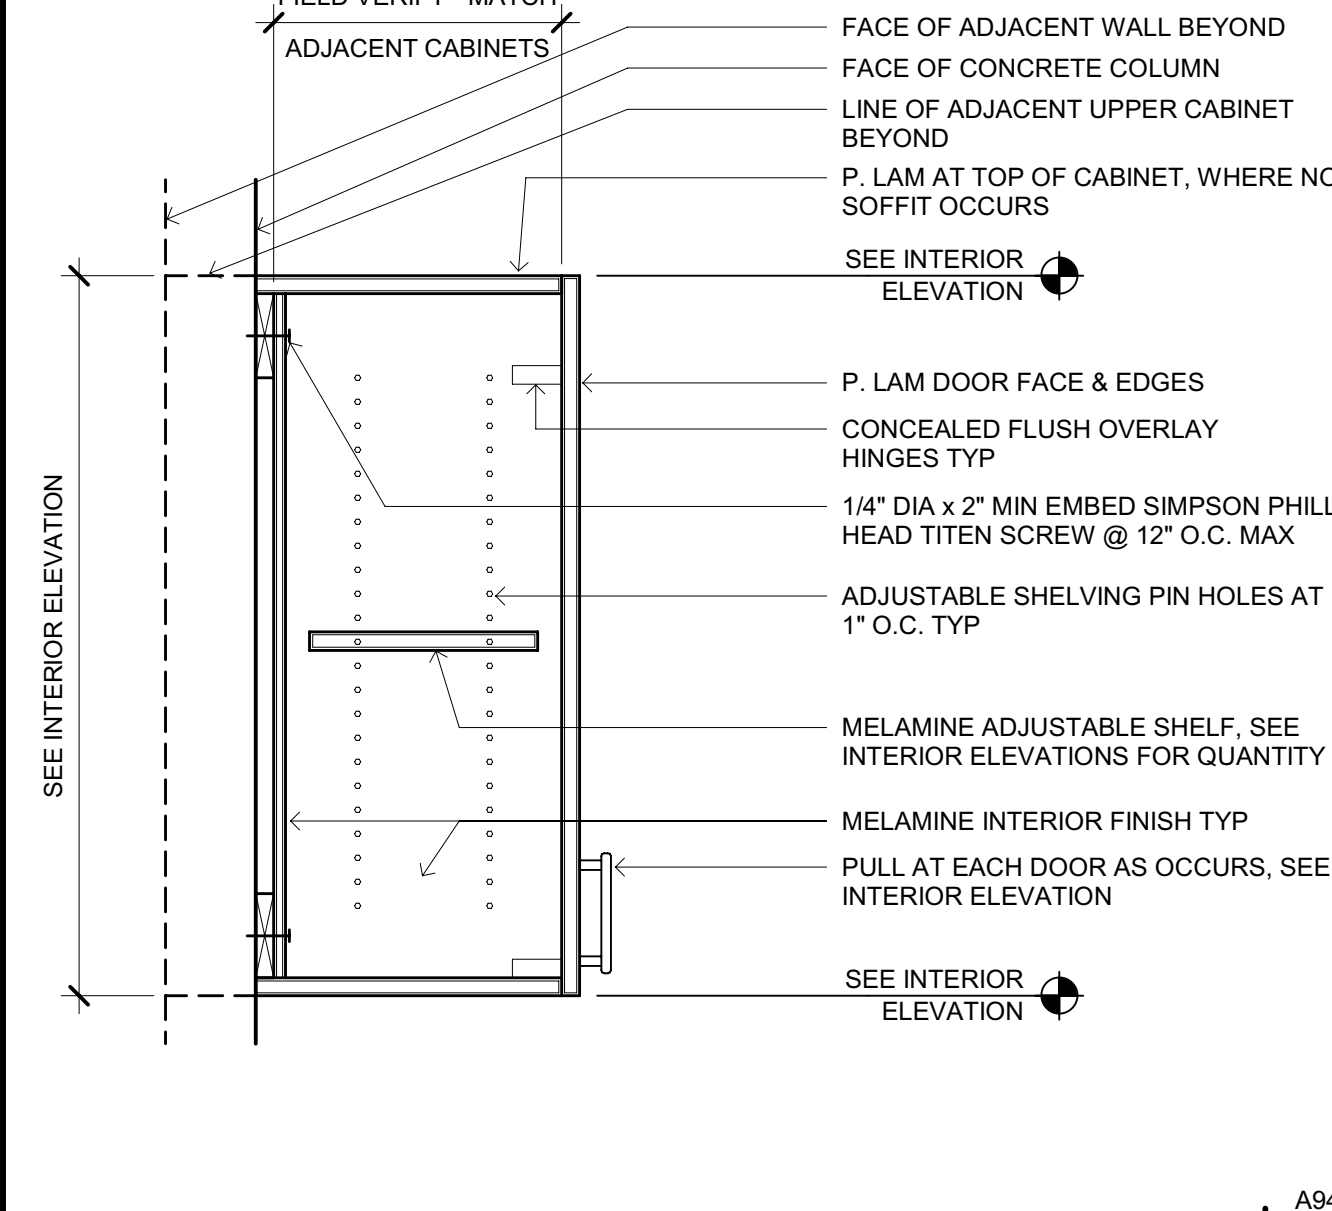 FIELD VERIFY - MATCH
ADJACENT CABINETS
FACE OF ADJACENT WALL BEYOND
FACE OF CONCRETE COLUMN
LINE OF ADJACENT UPPER CABINET
BEYOND
P. LAM AT TOP OF CABINET, WHERE NO
SOFFIT OCCURS
SEE INTERIOR
ELEVATION
P. LAM DOOR FACE & EDGES
CONCEALED FLUSH OVERLAY
HINGES TYP
1/4" DIA x 2" MIN EMBED SIMPSON PHILL
HEAD TITEN SCREW @ 12" O.C. MAX
SEE INTERIOR ELEVATION
ADJUSTABLE SHELVING PIN HOLES AT
1" O.C. TYP
MELAMINE ADJUSTABLE SHELF, SEE
INTERIOR ELEVATIONS FOR QUANTITY
MELAMINE INTERIOR FINISH TYP
PULL AT EACH DOOR AS OCCURS, SEE
INTERIOR ELEVATION
SEE INTERIOR
ELEVATION
A94